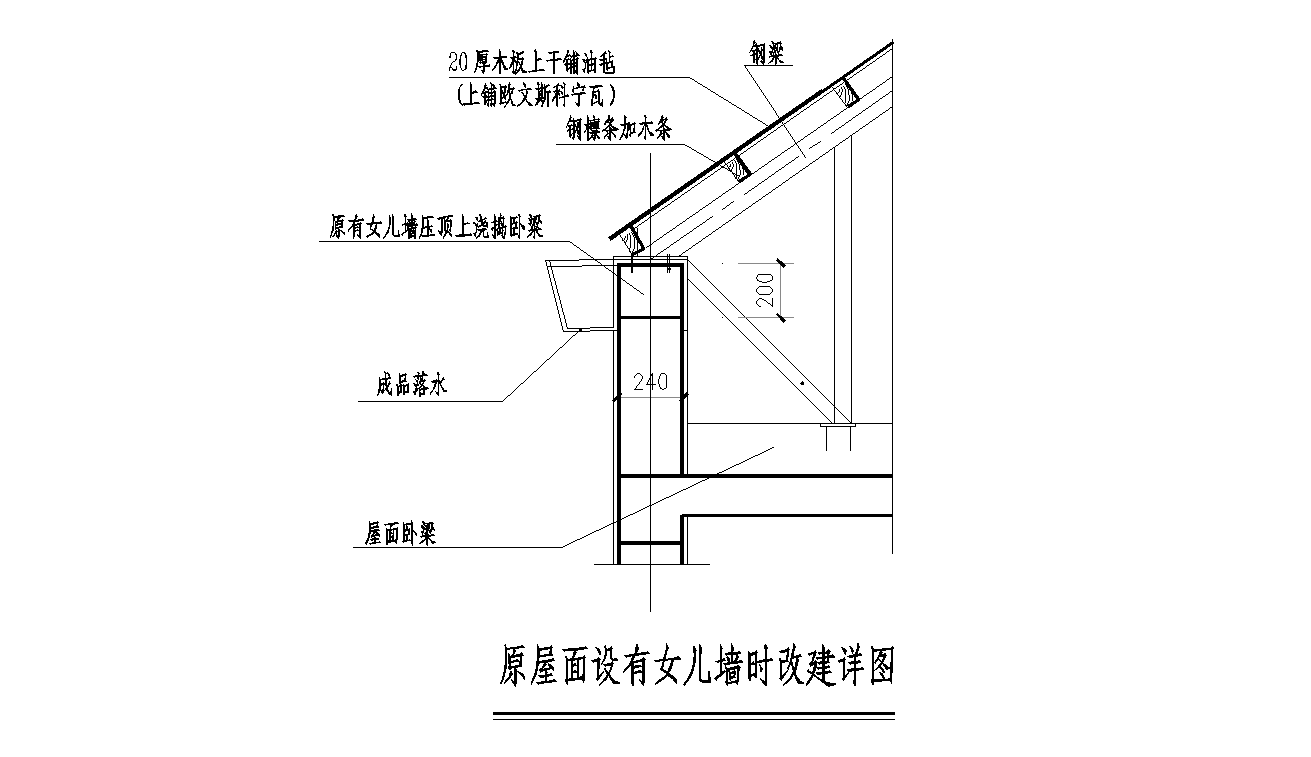 钢梁
20厚木板上干铺油毡
(上铺欧文斯科宁瓦)
钢檩条加木条
原有女儿墙压顶上浇捣卧梁
200
成品落水
240
屋面卧梁
原屋面设有女儿墙时改建详图